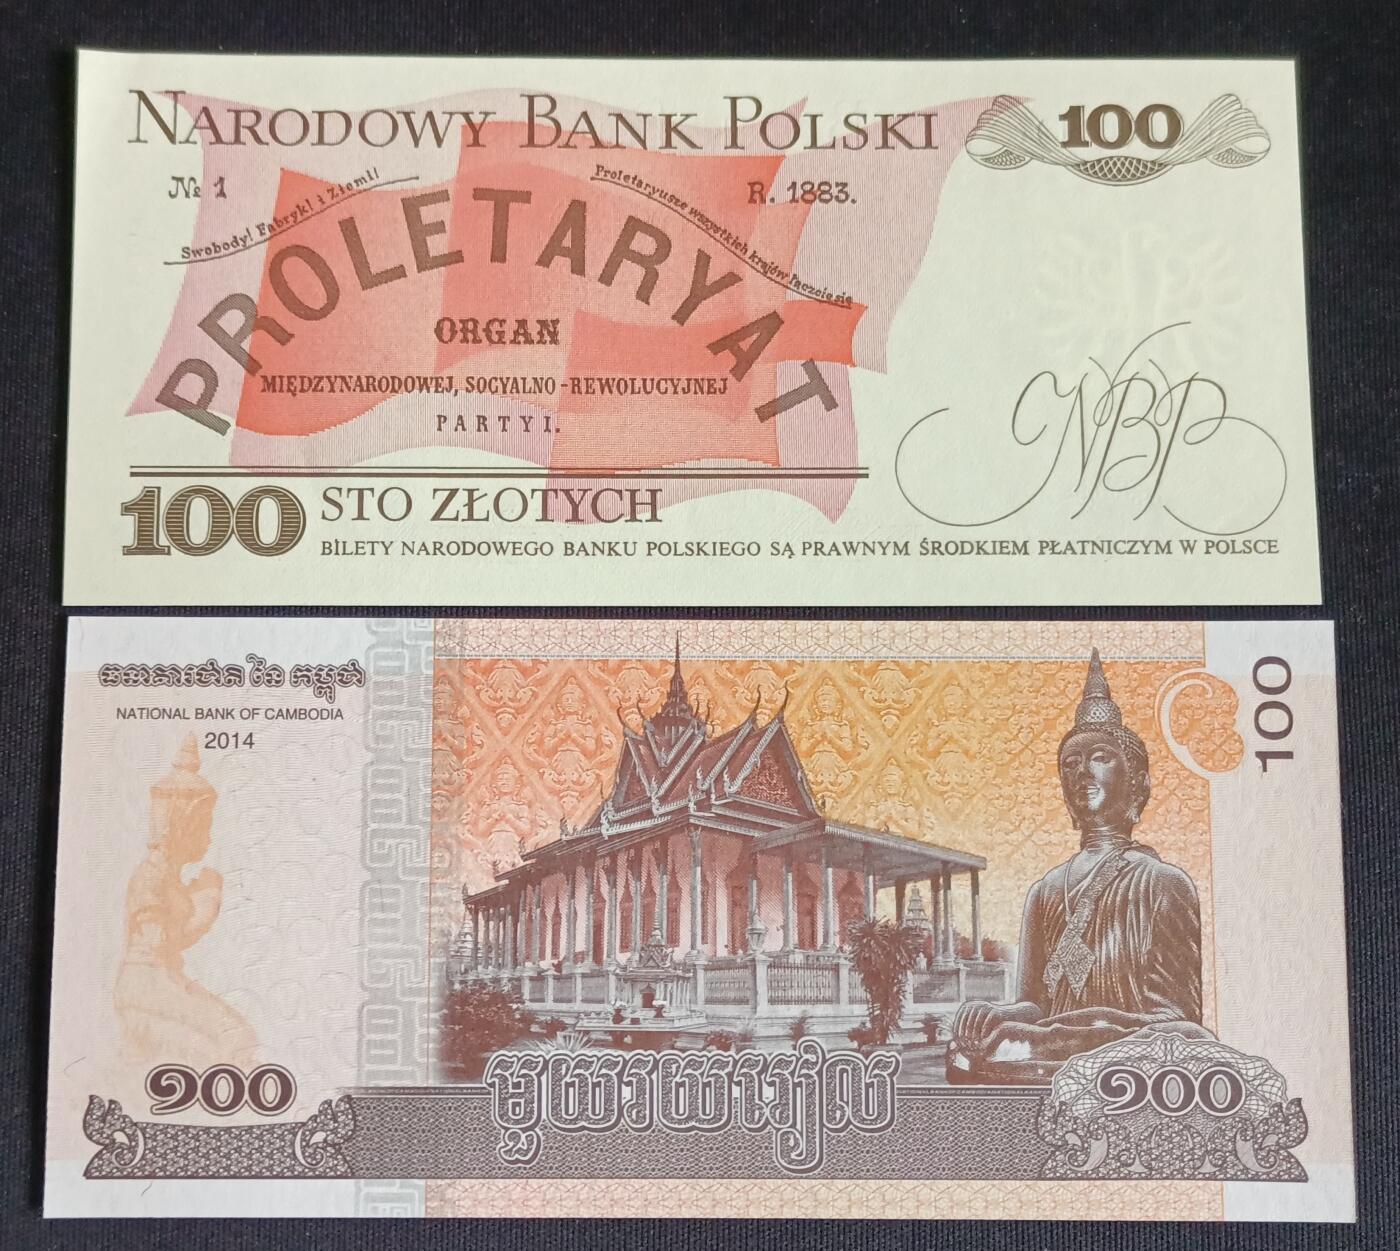 NARODOWY BANK POLSKI
100
№ 1
R. 1883.
Swobody! Fabryk! i Ziemi!
Proletaryusze wszystkich krajów łączcie się
PROLETARYAT
ORGAN
MIĘDZYNARODOWEJ, SOCYALNO-REWOLUCYJNEJ
PARTYI.
NBP
100 STO ZŁOTYCH
BILETY NARODOWEGO BANKU POLSKIEGO SĄ PRAWNYM ŚRODKIEM PŁATNICZYM W POLSCE
ធនាគារជាតិ នៃ កម្ពុជា
NATIONAL BANK OF CAMBODIA
2014
100
១០០
មួយរយរៀល
១០០